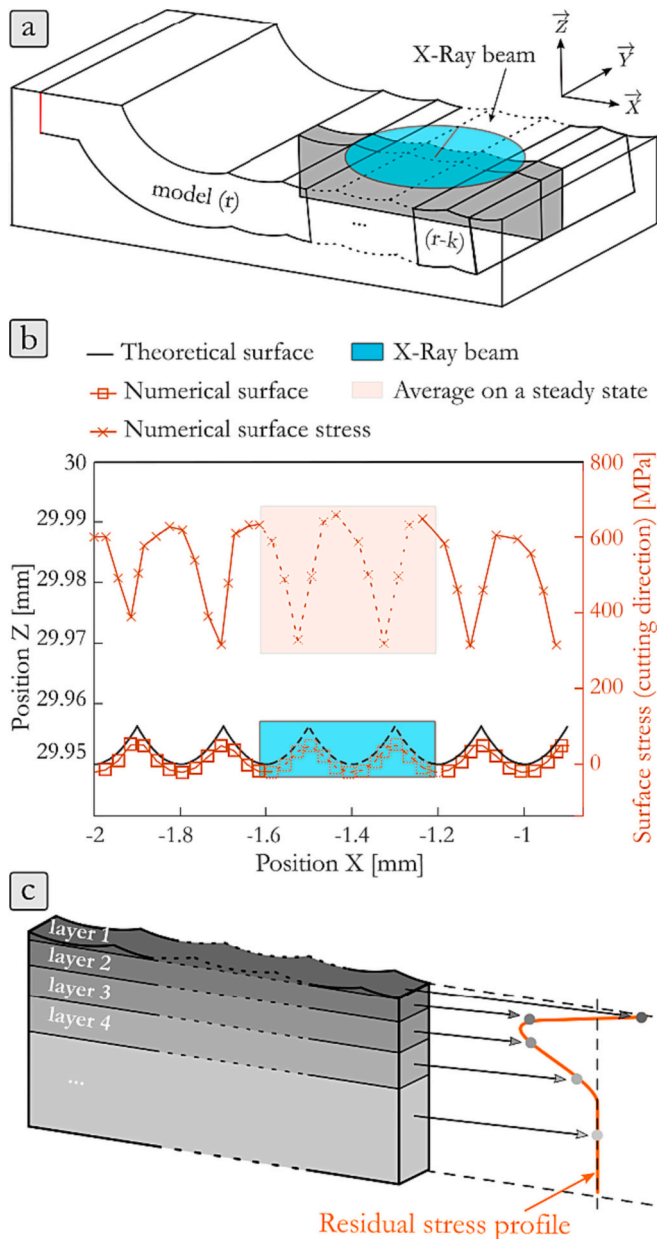 a
X-Ray beam
Z
Y
X
model (r)
...
(r-k)
b
Theoretical surface
X-Ray beam
Numerical surface
Average on a steady state
Numerical surface stress
30
29.99
29.98
29.97
29.96
29.95
Position Z [mm]
800
600
400
200
0
Surface stress (cutting direction) [MPa]
-2
-1.8
-1.6
-1.4
-1.2
-1
Position X [mm]
c
layer 1
layer 2
layer 3
layer 4
...
Residual stress profile